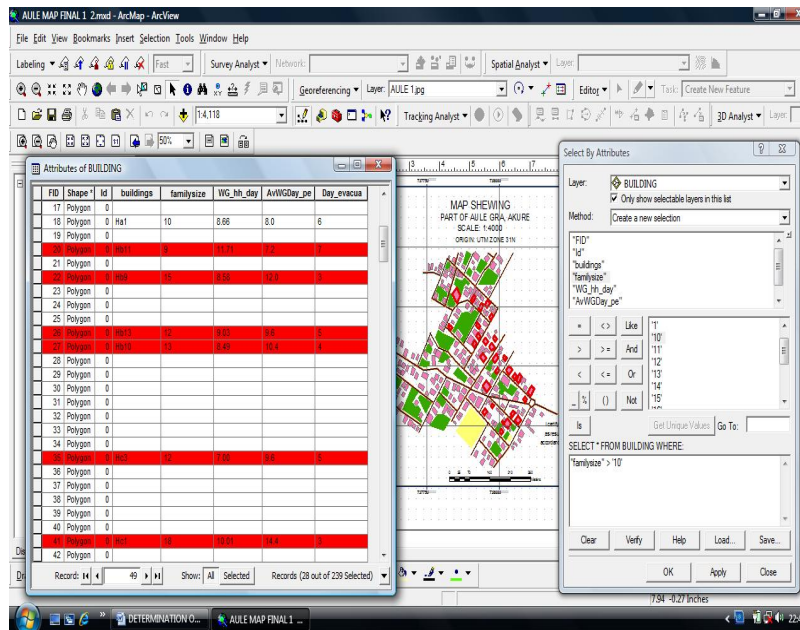 AULE MAP FINAL 1 2.mxd - ArcMap - ArcView
File Edit View Bookmarks Insert Selection Tools Window Help
Labeling Fast Survey Analyst Network: Spatial Analyst Layer:
Georeferencing Layer: AULE 1.jpg Editor Task: Create New Feature
1:4,118 Tracking Analyst 3D Analyst Layer:
50%
Attributes of BUILDING
FID Shape * Id buildings familysize WG_hh_day AvWGDay_pe Day_evacua
17 Polygon 0
18 Polygon 0 Ha1 10 8.66 8.0 6
19 Polygon 0
20 Polygon 0 Hb11 9 11.71 7.2 7
21 Polygon 0
22 Polygon 0 Hb9 15 8.58 12.0 3
23 Polygon 0
24 Polygon 0
25 Polygon 0
26 Polygon 0 Hb13 12 9.03 9.6 5
27 Polygon 0 Hb10 13 8.49 10.4 4
28 Polygon 0
29 Polygon 0
30 Polygon 0
31 Polygon 0
32 Polygon 0
33 Polygon 0
34 Polygon 0
35 Polygon 0 Hc3 12 7.00 9.6 5
36 Polygon 0
37 Polygon 0
38 Polygon 0
39 Polygon 0
40 Polygon 0
41 Polygon 0 Hc1 18 10.01 14.4 3
42 Polygon 0
Record: 49 Show: All Selected Records (28 out of 239 Selected)
MAP SHEWING
PART OF AULE GRA, AKURE
SCALE: 1:4000
ORIGIN: UTM ZONE 31N
Select By Attributes
Layer: BUILDING
Only show selectable layers in this list
Method: Create a new selection
"FID"
"Id"
"buildings"
"familysize"
"WG_hh_day"
"AvWGDay_pe"
= <> Like
> >= And
< <= Or
_ % () Not
Is
'1'
'10'
'11'
'12'
'13'
'14'
'15'
Get Unique Values Go To:
SELECT * FROM BUILDING WHERE:
"familysize" > '10'
Clear Verify Help Load... Save...
OK Apply Close
7.94 -0.27 Inches
DETERMINATION O... AULE MAP FINAL 1 ...